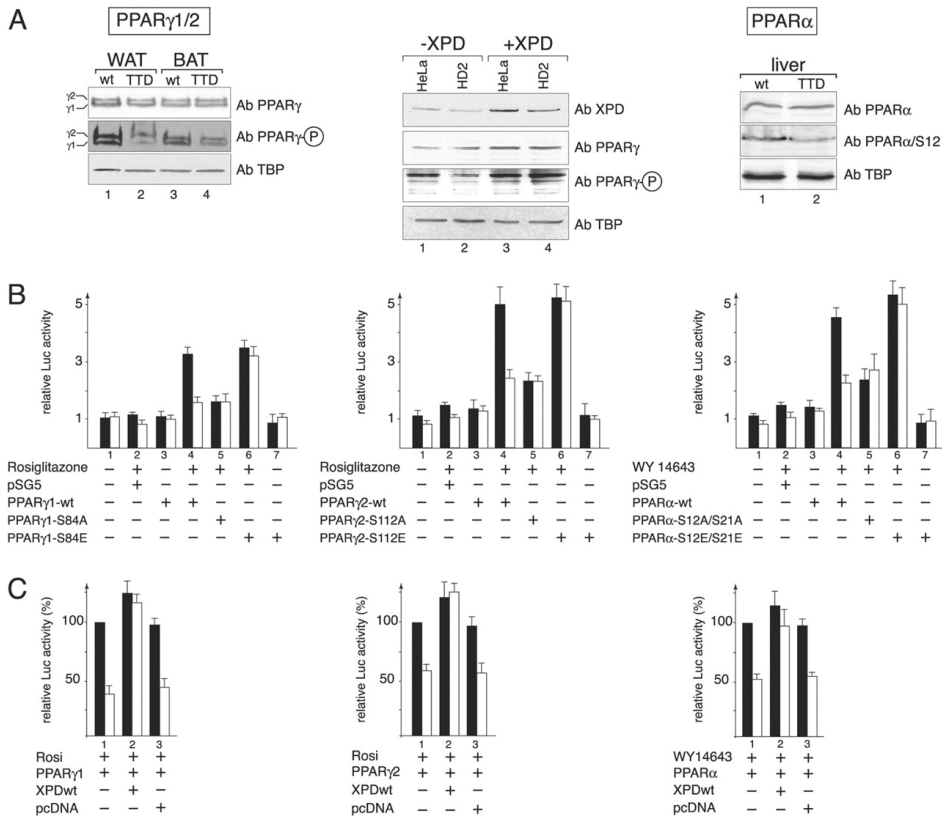 A
PPARγ1/2
WAT BAT
wt TTD wt TTD
γ2
γ1
Ab PPARγ
γ2
γ1
Ab PPARγ-P
Ab TBP
1 2 3 4
-XPD +XPD
HeLa HD2 HeLa HD2
Ab XPD
Ab PPARγ
Ab PPARγ-P
Ab TBP
1 2 3 4
PPARα
liver
wt TTD
Ab PPARα
Ab PPARα/S12
Ab TBP
1 2
B
relative Luc activity
5
3
1
1 2 3 4 5 6 7
Rosiglitazone − + − + + + −
pSG5 − + − − − − −
PPARγ1-wt − − + + − − −
PPARγ1-S84A − − − − + − −
PPARγ1-S84E − − − − − + +
relative Luc activity
5
3
1
1 2 3 4 5 6 7
Rosiglitazone − + − + + + −
pSG5 − + − − − − −
PPARγ2-wt − − + + − − −
PPARγ2-S112A − − − − + − −
PPARγ2-S112E − − − − − + +
relative Luc activity
5
3
1
1 2 3 4 5 6 7
WY 14643 − + − + + + −
pSG5 − + − − − − −
PPARα-wt − − + + − − −
PPARα-S12A/S21A − − − − + − −
PPARα-S12E/S21E − − − − − + +
C
relative Luc activity (%)
100
50
1 2 3
Rosi + + +
PPARγ1 + + +
XPDwt − + −
pcDNA − − +
relative Luc activity (%)
100
50
1 2 3
Rosi + + +
PPARγ2 + + +
XPDwt − + −
pcDNA − − +
relative Luc activity (%)
100
50
1 2 3
WY14643 + + +
PPARα + + +
XPDwt − + −
pcDNA − − +